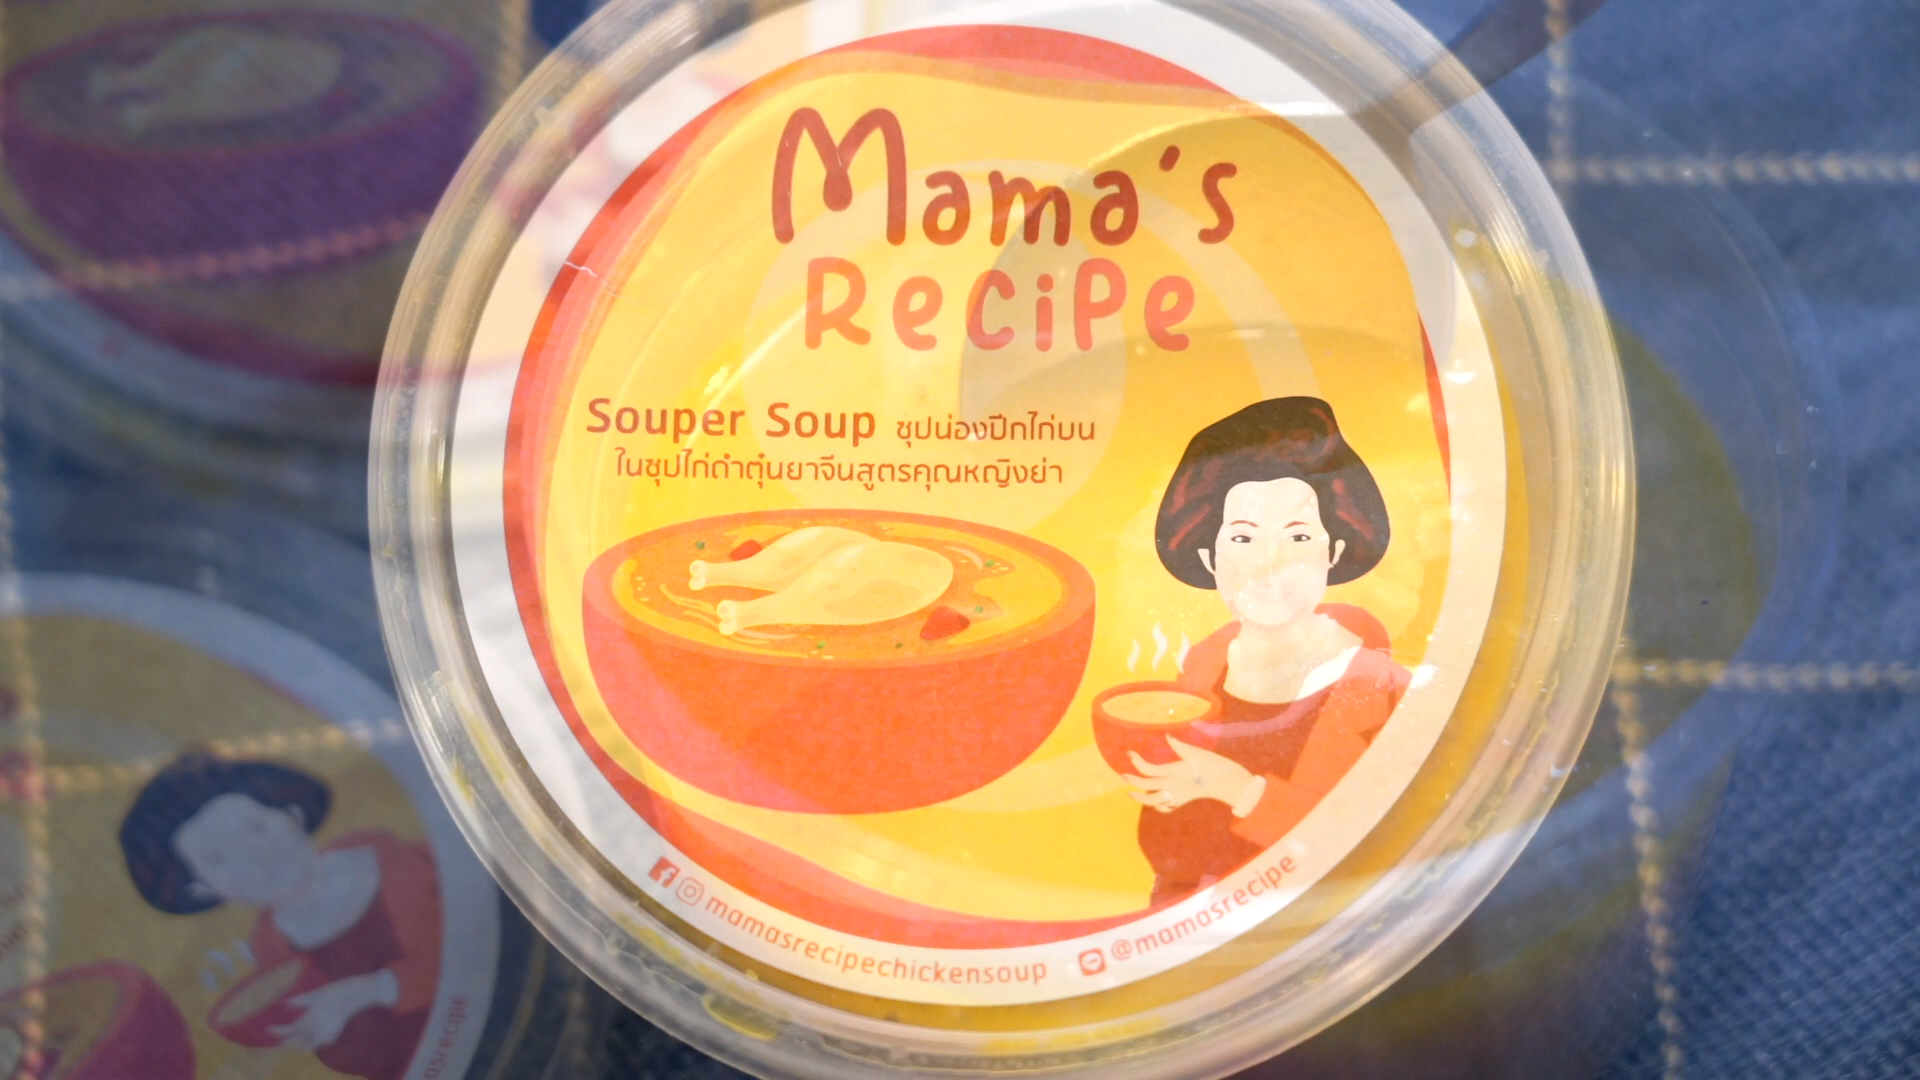 Mama's
Recipe
Souper Soup ซุปน่องปีกไก่บน
ในซุปไก่ดำตุ๋นยาจีนสูตรคุณหญิงย่า
mamasrecipechickensoup @mamasrecipe